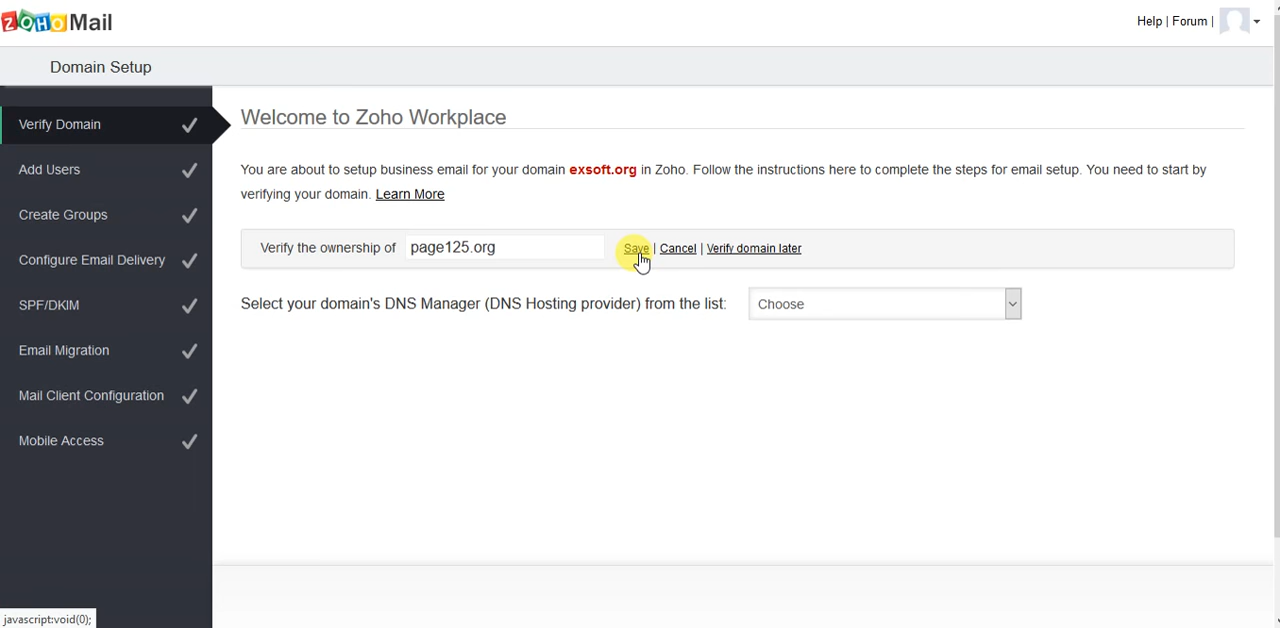 ZOHO Mail
Help | Forum |
Domain Setup
Verify Domain
Add Users
Create Groups
Configure Email Delivery
SPF/DKIM
Email Migration
Mail Client Configuration
Mobile Access
Welcome to Zoho Workplace
You are about to setup business email for your domain exsoft.org in Zoho. Follow the instructions here to complete the steps for email setup. You need to start by
verifying your domain. Learn More
Verify the ownership of page125.org Save | Cancel | Verify domain later
Select your domain's DNS Manager (DNS Hosting provider) from the list: Choose
javascript:void(0);